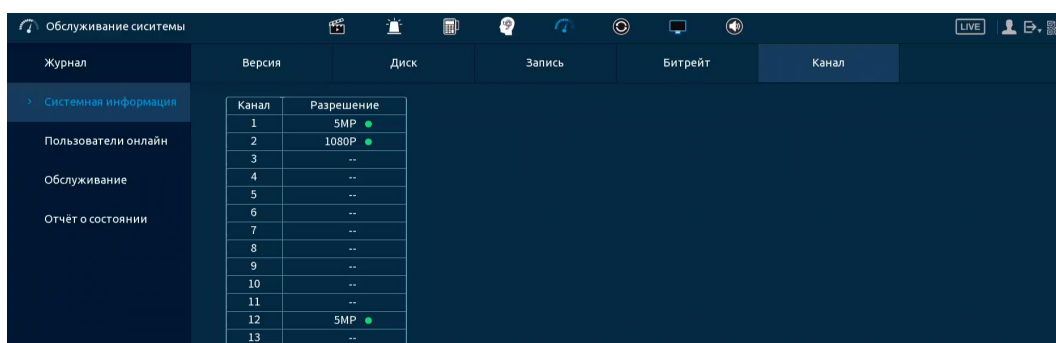 Обслуживание сиситемы LIVE
Журнал Версия Диск Запись Битрейт Канал
Системная информация
Пользователи онлайн
Обслуживание
Отчёт о состоянии
Канал Разрешение
1 5MP
2 1080P
3 --
4 --
5 --
6 --
7 --
8 --
9 --
10 --
11 --
12 5MP
13 --